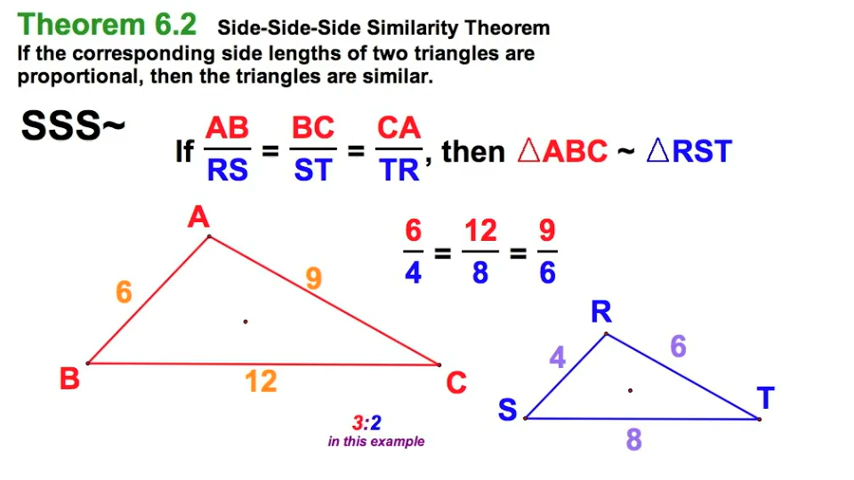 Theorem 6.2 Side-Side-Side Similarity Theorem
If the corresponding side lengths of two triangles are
proportional, then the triangles are similar.
SSS~
If AB/RS = BC/ST = CA/TR, then △ABC ~ △RST
6/4 = 12/8 = 9/6
A
6
9
B
12
C
3:2
in this example
R
4
6
S
T
8